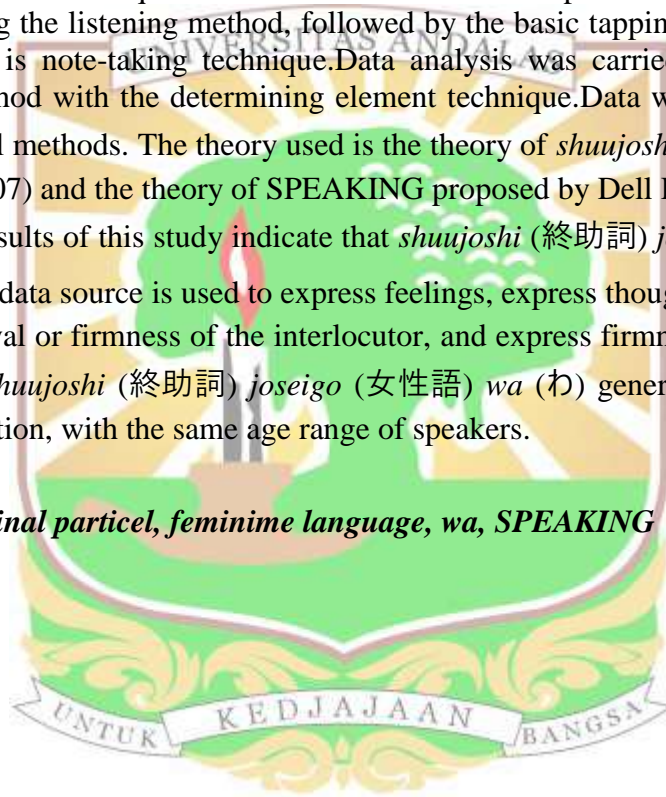 g the listening method, followed by the basic tappin
UNIVERSITAS ANDALAS
is note-taking technique.Data analysis was carried
hod with the determining element technique.Data w
l methods. The theory used is the theory of shuujosh
07) and the theory of SPEAKING proposed by Dell
sults of this study indicate that shuujoshi (終助詞) j
data source is used to express feelings, express thoug
val or firmness of the interlocutor, and express firmn
huujoshi (終助詞) joseigo (女性語) wa (わ) gener
tion, with the same age range of speakers.
inal particel, feminime language, wa, SPEAKING
UNTUK KEDJAJAAN BANGSA